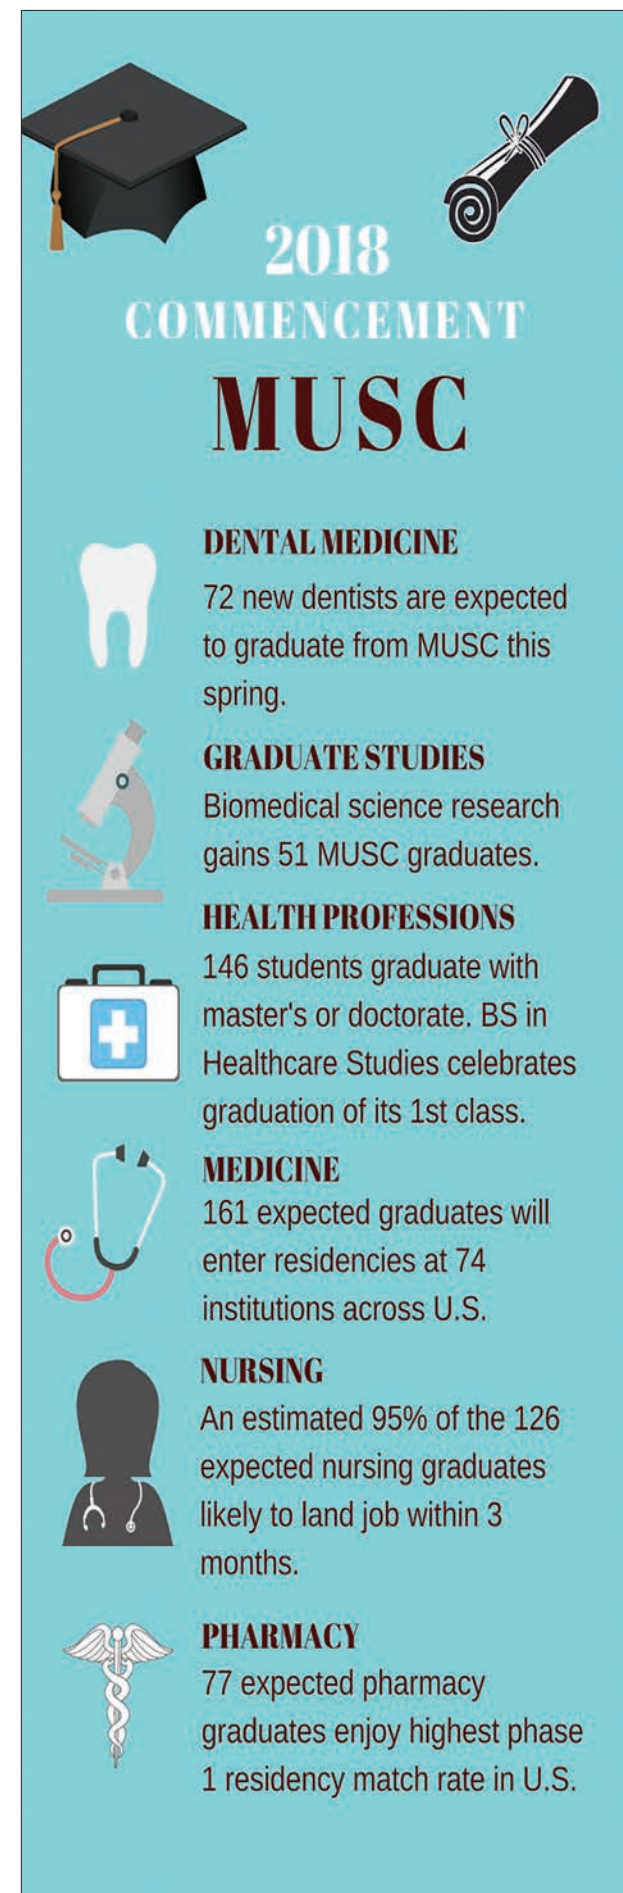 2018
COMMENCEMENT
MUSC
DENTAL MEDICINE
72 new dentists are expected
to graduate from MUSC this
spring.
GRADUATE STUDIES
Biomedical science research
gains 51 MUSC graduates.
HEALTH PROFESSIONS
146 students graduate with
master's or doctorate. BS in
Healthcare Studies celebrates
graduation of its 1st class.
MEDICINE
161 expected graduates will
enter residencies at 74
institutions across U.S.
NURSING
An estimated 95% of the 126
expected nursing graduates
likely to land job within 3
months.
PHARMACY
77 expected pharmacy
graduates enjoy highest phase
1 residency match rate in U.S.